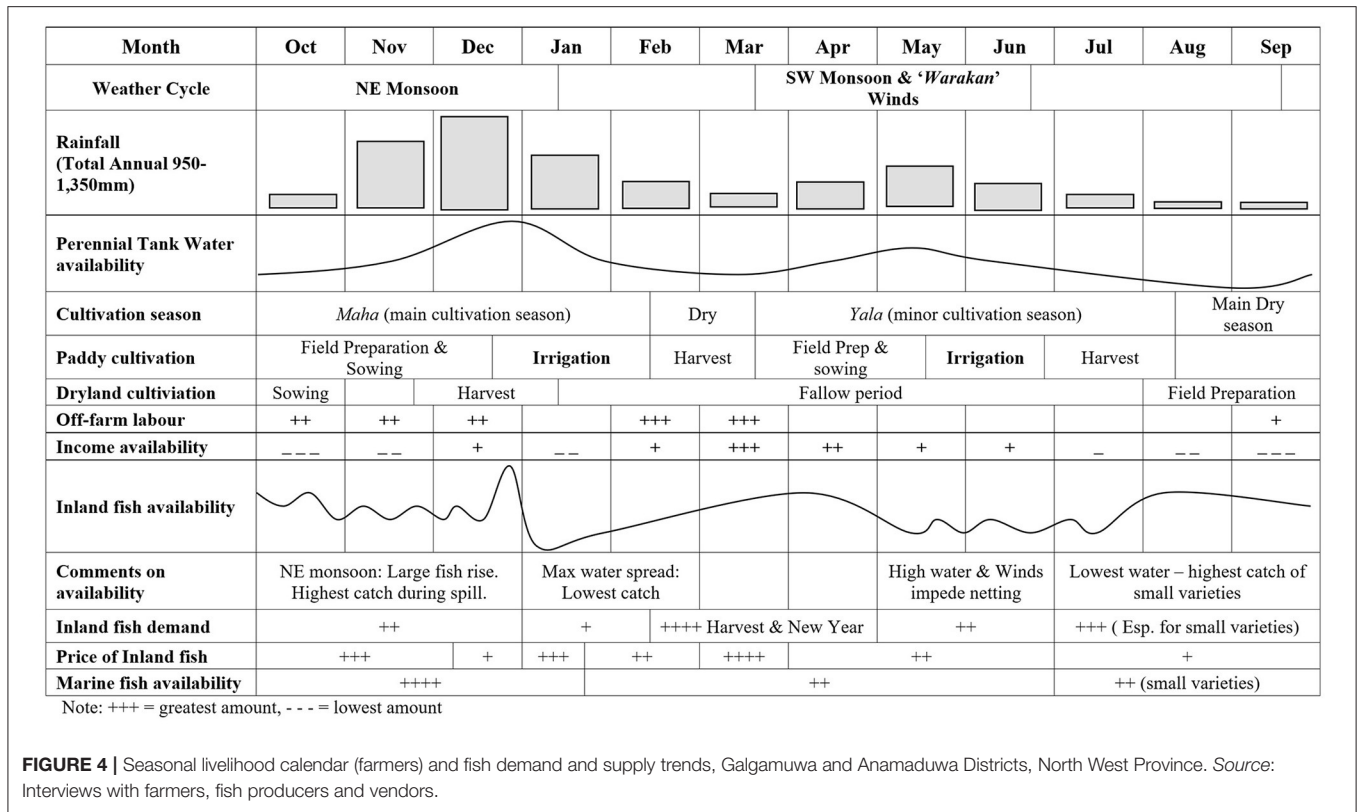 Month Oct Nov Dec Jan Feb Mar Apr May Jun Jul Aug Sep
Weather Cycle NE Monsoon SW Monsoon & ‘Warakan’
Winds
Rainfall
(Total Annual 950-
1,350mm)
Perennial Tank Water
availability
Cultivation season Maha (main cultivation season) Dry Yala (minor cultivation season) Main Dry
season
Paddy cultivation Field Preparation &
Sowing Irrigation Harvest Field Prep &
sowing Irrigation Harvest
Dryland cultiviation Sowing Harvest Fallow period Field Preparation
Off-farm labour ++ ++ ++ +++ +++ +
Income availability _ _ _ _ _ + _ _ + +++ ++ + + _ _ _ _ _ _
Inland fish availability
Comments on
availability
NE monsoon: Large fish rise.
Highest catch during spill.
Max water spread:
Lowest catch
High water & Winds
impede netting
Lowest water – highest catch of
small varieties
Inland fish demand ++ + ++++ Harvest & New Year ++ +++ ( Esp. for small varieties)
Price of Inland fish +++ + +++ ++ ++++ ++ +
Marine fish availability ++++ ++ ++ (small varieties)
Note: +++ = greatest amount, - - - = lowest amount
FIGURE 4 | Seasonal livelihood calendar (farmers) and fish demand and supply trends, Galgamuwa and Anamaduwa Districts, North West Province. Source:
Interviews with farmers, fish producers and vendors.